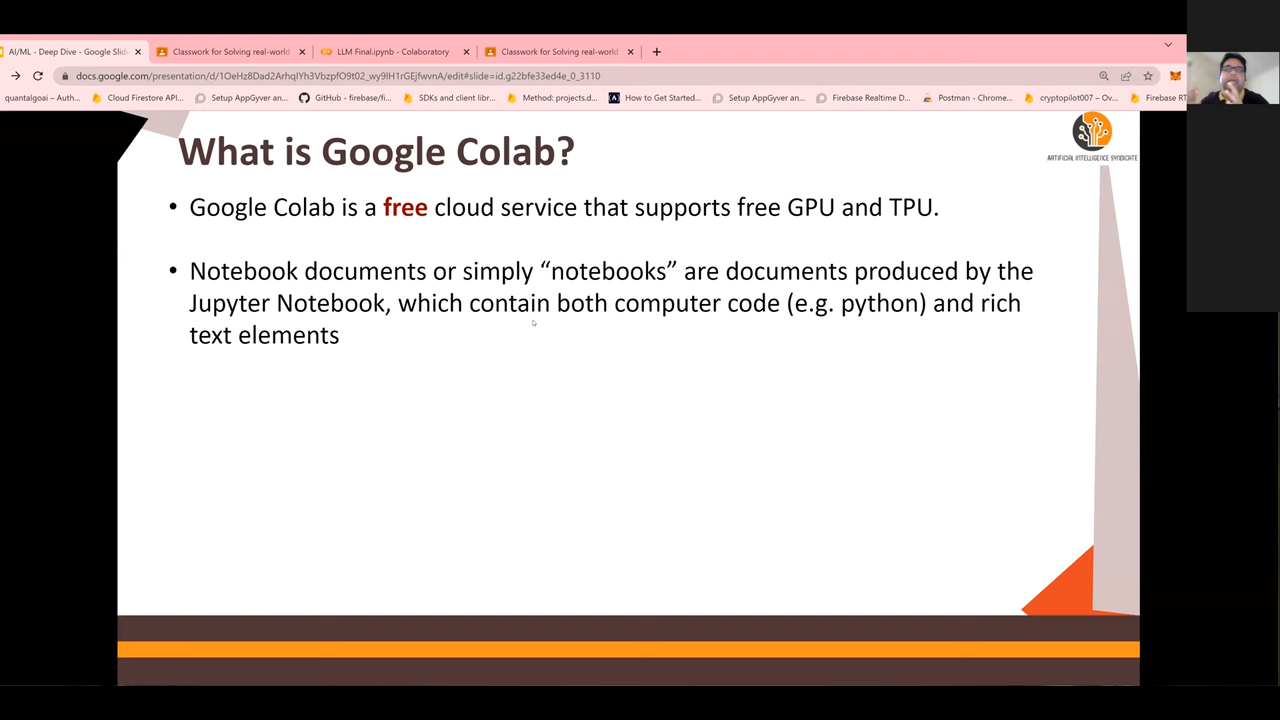 AI/ML - Deep Dive - Google Slid
Classwork for Solving real-world
LLM Final.ipynb - Colaboratory
Classwork for Solving real-world
docs.google.com/presentation/d/1OeHz8Dad2ArhqIYh3VbzpfO9t02_wy9lH1rGEjfwvnA/edit#slide=id.g22bfe33ed4e_0_3110
quantalgoai – Auth...
Cloud Firestore API...
Setup AppGyver an...
GitHub - firebase/fi...
SDKs and client libr...
Method: projects.d...
How to Get Started...
Setup AppGyver an...
Firebase Realtime D...
Postman - Chrome...
cryptopilot007 – Ov...
Firebase RT
What is Google Colab?
ARTIFICIAL INTELLIGENCE SYNDICATE
• Google Colab is a free cloud service that supports free GPU and TPU.
• Notebook documents or simply “notebooks” are documents produced by the
Jupyter Notebook, which contain both computer code (e.g. python) and rich
text elements